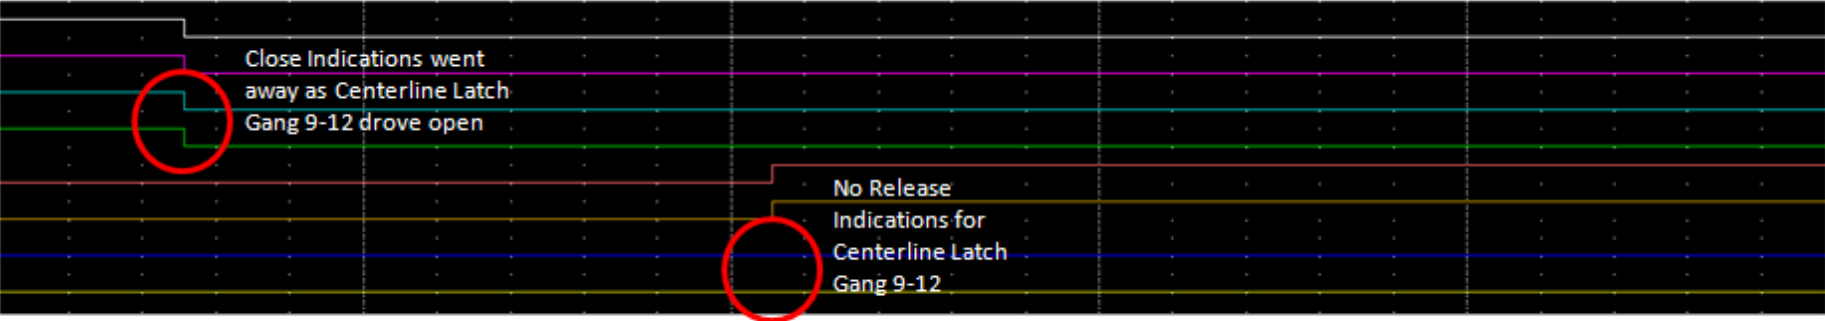 Close Indications went
away as Centerline Latch
Gang 9-12 drove open
No Release
Indications for
Centerline Latch
Gang 9-12